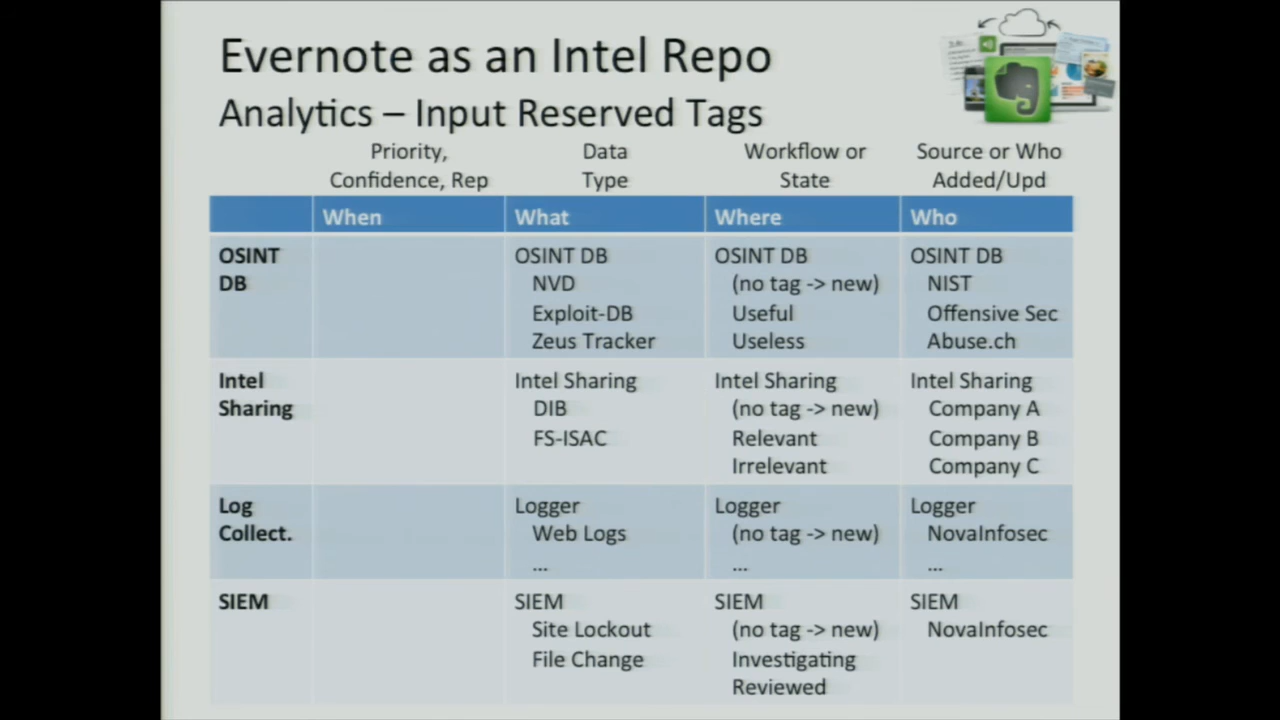 Evernote as an Intel Repo
Analytics – Input Reserved Tags
Priority,
Confidence, Rep
Data
Type
Workflow or
State
Source or Who
Added/Upd
When
What
Where
Who
OSINT
DB
OSINT DB
NVD
Exploit-DB
Zeus Tracker
OSINT DB
(no tag -> new)
Useful
Useless
OSINT DB
NIST
Offensive Sec
Abuse.ch
Intel
Sharing
Intel Sharing
DIB
FS-ISAC
Intel Sharing
(no tag -> new)
Relevant
Irrelevant
Intel Sharing
Company A
Company B
Company C
Log
Collect.
Logger
Web Logs
...
Logger
(no tag -> new)
...
Logger
NovaInfosec
...
SIEM
SIEM
Site Lockout
File Change
SIEM
(no tag -> new)
Investigating
Reviewed
SIEM
NovaInfosec